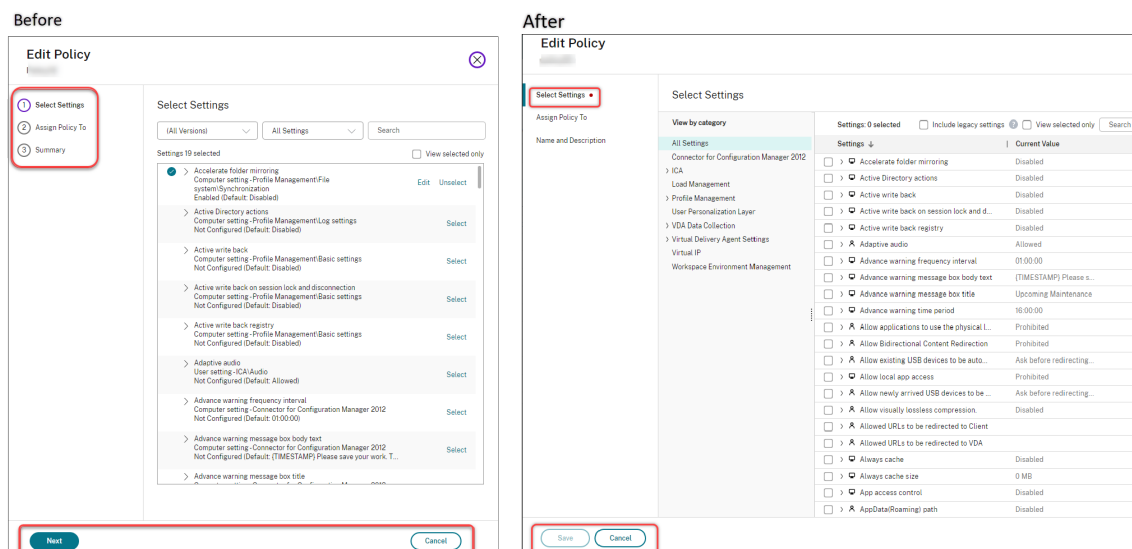 Before
Edit Policy
1 Select Settings
2 Assign Policy To
3 Summary
Select Settings
(All Versions)
All Settings
Search
Settings 19 selected
View selected only
Accelerate folder mirroring
Computer setting - Profile Management\File
system\Synchronization
Enabled (Default: Disabled)
Edit Unselect
Active Directory actions
Computer setting - Profile Management\Log settings
Not Configured (Default: Disabled)
Select
Active write back
Computer setting - Profile Management\Basic settings
Not Configured (Default: Disabled)
Select
Active write back on session lock and disconnection
Computer setting - Profile Management\Basic settings
Not Configured (Default: Disabled)
Select
Active write back registry
Computer setting - Profile Management\Basic settings
Not Configured (Default: Disabled)
Select
Adaptive audio
User setting - ICA\Audio
Not Configured (Default: Allowed)
Select
Advance warning frequency interval
Computer setting - Connector for Configuration Manager 2012
Not Configured (Default: 01:00:00)
Select
Advance warning message box body text
Computer setting - Connector for Configuration Manager 2012
Not Configured (Default: {TIMESTAMP} Please save your work. T...
Select
Advance warning message box title
Next
Cancel
After
Edit Policy
Select Settings
Assign Policy To
Name and Description
Select Settings
View by category
All Settings
Connector for Configuration Manager 2012
ICA
Load Management
Profile Management
User Personalization Layer
VDA Data Collection
Virtual Delivery Agent Settings
Virtual IP
Workspace Environment Management
Settings: 0 selected
Include legacy settings ?
View selected only
Search
Settings ↓ Current Value
Accelerate folder mirroring Disabled
Active Directory actions Disabled
Active write back Disabled
Active write back on session lock and d... Disabled
Active write back registry Disabled
Adaptive audio Allowed
Advance warning frequency interval 01:00:00
Advance warning message box body text {TIMESTAMP} Please s...
Advance warning message box title Upcoming Maintenance
Advance warning time period 16:00:00
Allow applications to use the physical l... Prohibited
Allow Bidirectional Content Redirection Prohibited
Allow existing USB devices to be auto... Ask before redirecting...
Allow local app access Prohibited
Allow newly arrived USB devices to be ... Ask before redirecting...
Allow visually lossless compression. Disabled
Allowed URLs to be redirected to Client
Allowed URLs to be redirected to VDA
Always cache Disabled
Always cache size 0 MB
App access control Disabled
AppData(Roaming) path Disabled
Save
Cancel